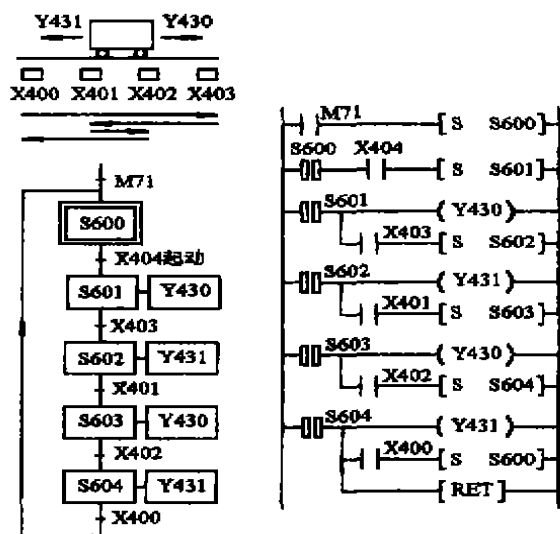 Y431 Y430
X400 X401 X402 X403
M71
S600
X404起动
S601 Y430
X403
S602 Y431
X401
S603 Y430
X402
S604 Y431
X400
M71
S S600
S600 X404
S S601
S601
Y430
X403
S S602
S602
Y431
X401
S S603
S603
Y430
X402
S S604
S604
Y431
X400
S S600
RET